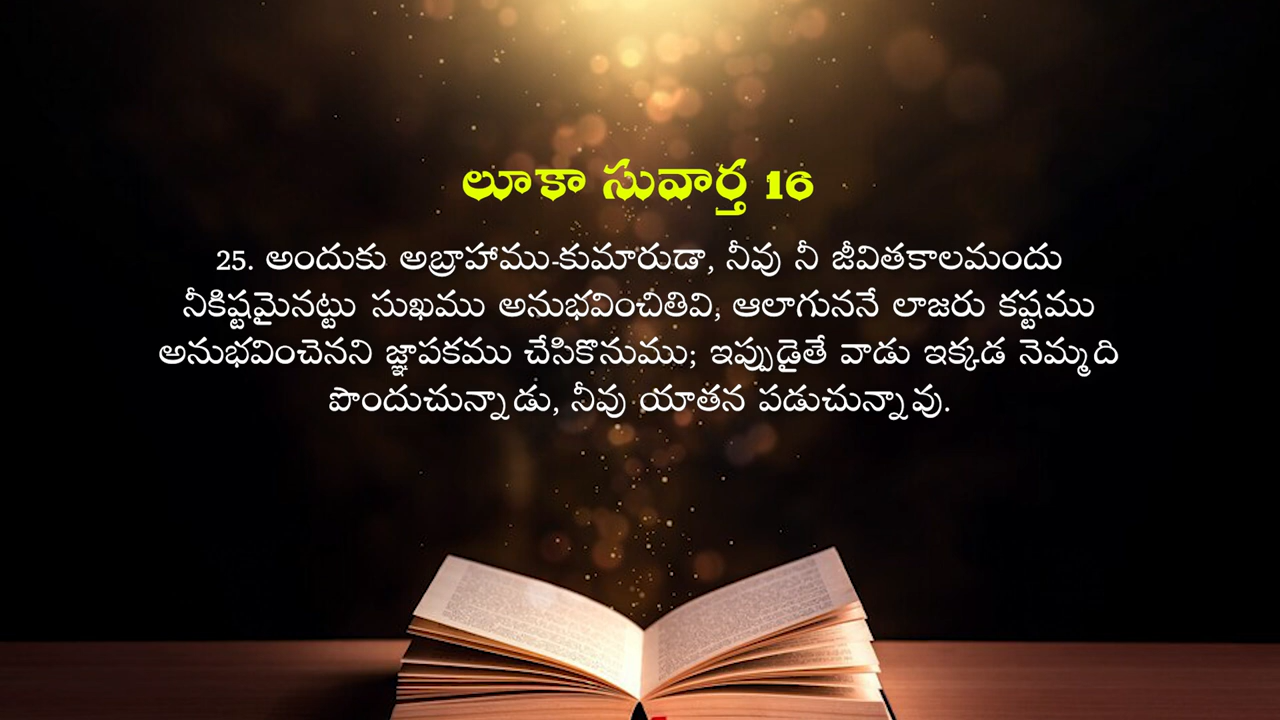 లూకా సువార్త 16
25. అందుకు అబ్రాహాము-కుమారుడా, నీవు నీ జీవితకాలమందు
నీకిష్టమైనట్టు సుఖము అనుభవించితివి, ఆలాగుననే లాజరు కష్టము
అనుభవించెనని జ్ఞాపకము చేసికొనుము; ఇప్పుడైతే వాడు ఇక్కడ నెమ్మది
పొందుచున్నాడు, నీవు యాతన పడుచున్నావు.